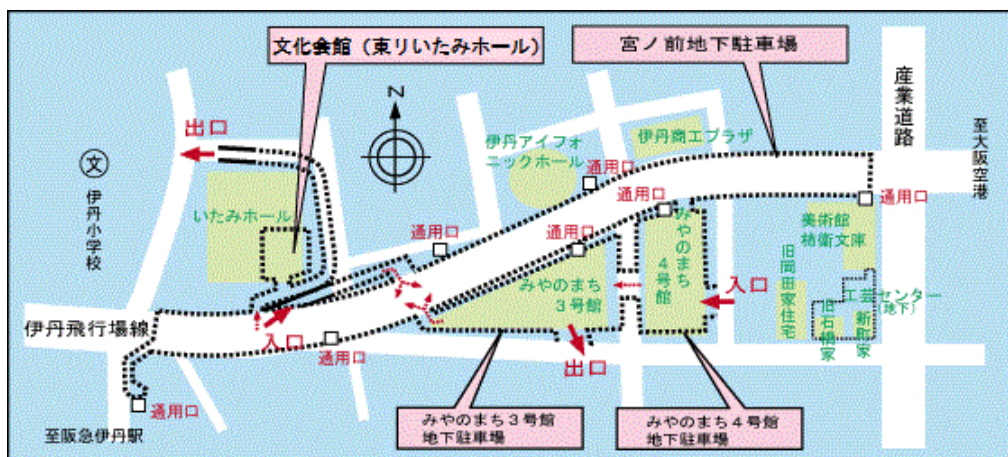 文化会館（東リいたみホール）
宮ノ前地下駐車場
産業道路
至大阪空港
N
出口
文
伊丹小学校
いたみホール
伊丹アイフォ
ニックホール
伊丹商工プラザ
通用口
通用口
通用口
通用口
通用口
みやのまち
4号館
みやのまち
3号館
美術館
柿衛文庫
旧岡田家住宅
工芸センター
(地下)
旧石橋家
新町家
入口
伊丹飛行場線
入口
通用口
出口
通用口
至阪急伊丹駅
みやのまち３号館
地下駐車場
みやのまち４号館
地下駐車場